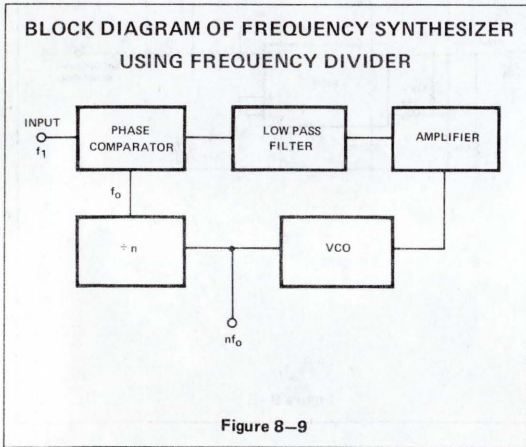 BLOCK DIAGRAM OF FREQUENCY SYNTHESIZER
USING FREQUENCY DIVIDER
INPUT
f1
PHASE
COMPARATOR
LOW PASS
FILTER
AMPLIFIER
fo
÷ n
VCO
nfo
Figure 8–9